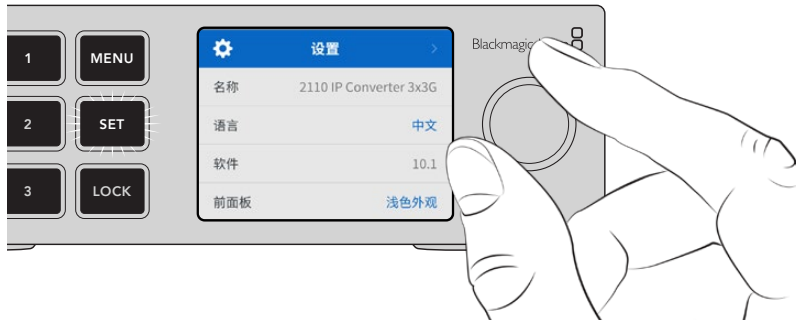 1
MENU
2
SET
3
LOCK
设置
名称 2110 IP Converter 3x3G
语言 中文
软件 10.1
前面板 浅色外观
Blackmagic